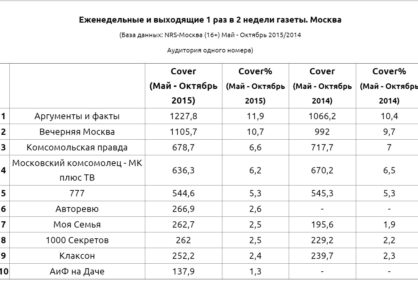 Еженедельные и выходящие 1 раз в 2 недели газеты. Москва
(База данных: NRS-Москва (16+) Май - Октябрь 2015/2014
Аудитория одного номера)
Cover (Май - Октябрь 2015) Cover% (Май - Октябрь 2015) Cover (Май - Октябрь 2014) Cover% (Май - Октябрь 2014)
1 Аргументы и факты 1227,8 11,9 1066,2 10,4
2 Вечерняя Москва 1105,7 10,7 992 9,7
3 Комсомольская правда 678,7 6,6 717,7 7
4 Московский комсомолец - МК плюс ТВ 636,3 6,2 670,2 6,5
5 777 544,6 5,3 545,3 5,3
6 Авторевю 266,9 2,6 - -
7 Моя Семья 262,7 2,5 195,6 1,9
8 1000 Секретов 262 2,5 229,2 2,2
9 Клаксон 252,2 2,4 239,7 2,3
10 АиФ на Даче 137,9 1,3 - -